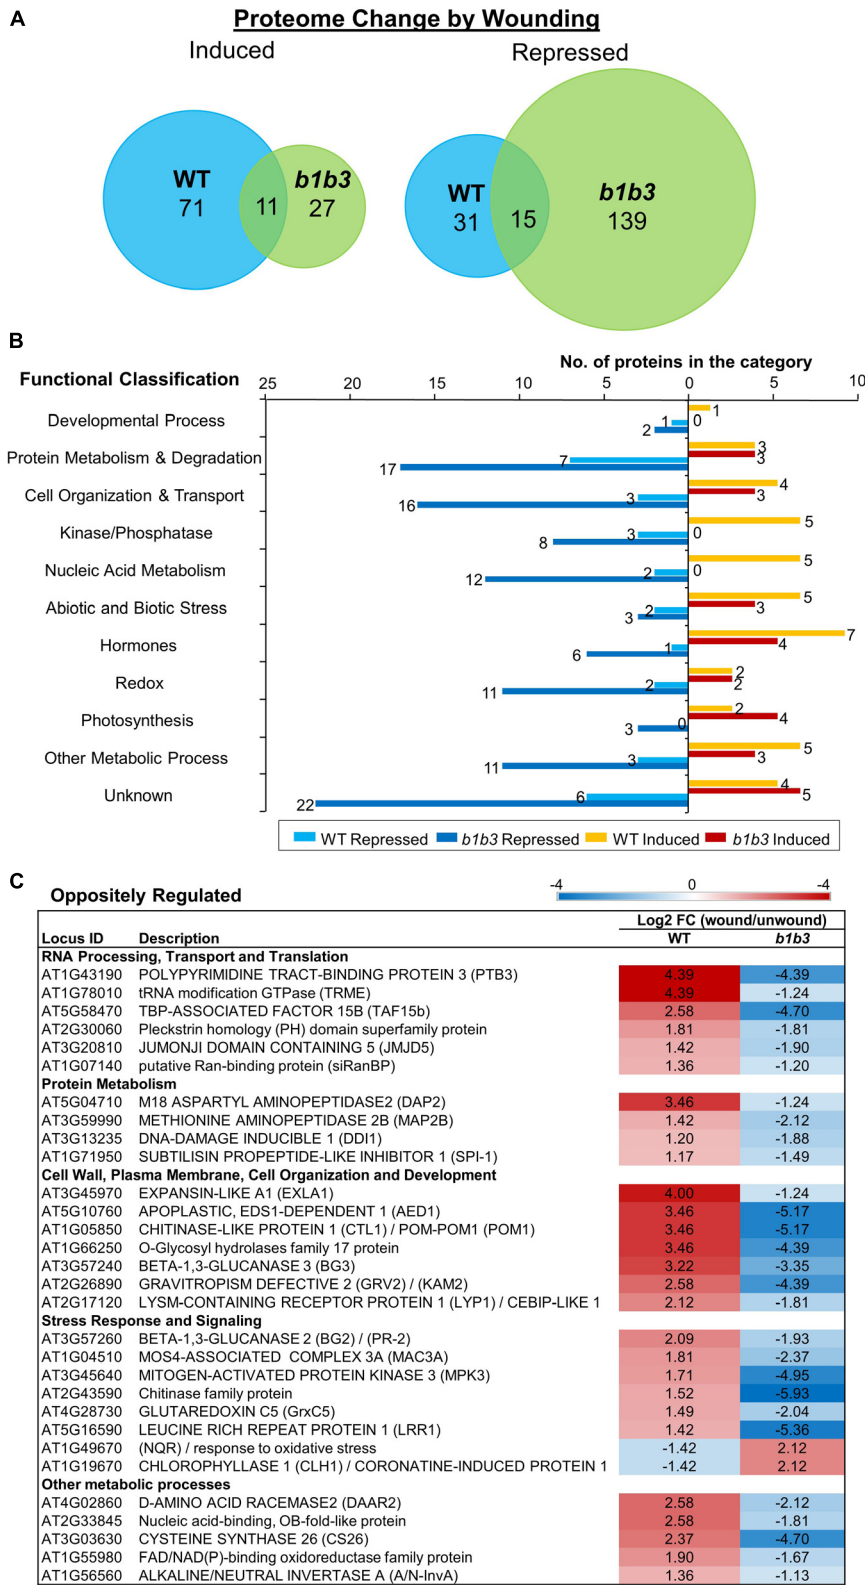 A
Proteome Change by Wounding
Induced
Repressed
WT
71
11
b1b3
27
WT
31
15
b1b3
139
B
No. of proteins in the category
Functional Classification
25 20 15 10 5 0 5 10
Developmental Process 1 2 1 0
Protein Metabolism & Degradation 7 17 3 3
Cell Organization & Transport 3 16 4 3
Kinase/Phosphatase 3 8 5 0
Nucleic Acid Metabolism 2 12 5 0
Abiotic and Biotic Stress 2 3 5 3
Hormones 1 6 7 4
Redox 2 11 2 2
Photosynthesis 0 3 2 4
Other Metabolic Process 3 11 5 3
Unknown 6 22 4 5
WT Repressed b1b3 Repressed WT Induced b1b3 Induced
C
Oppositely Regulated
-4 0 -4
Log2 FC (wound/unwound)
Locus ID Description WT b1b3
RNA Processing, Transport and Translation
AT1G43190 POLYPYRIMIDINE TRACT-BINDING PROTEIN 3 (PTB3) 4.39 -4.39
AT1G78010 tRNA modification GTPase (TRME) 4.39 -1.24
AT5G58470 TBP-ASSOCIATED FACTOR 15B (TAF15b) 2.58 -4.70
AT2G30060 Pleckstrin homology (PH) domain superfamily protein 1.81 -1.81
AT3G20810 JUMONJI DOMAIN CONTAINING 5 (JMJD5) 1.42 -1.90
AT1G07140 putative Ran-binding protein (siRanBP) 1.36 -1.20
Protein Metabolism
AT5G04710 M18 ASPARTYL AMINOPEPTIDASE2 (DAP2) 3.46 -1.24
AT3G59990 METHIONINE AMINOPEPTIDASE 2B (MAP2B) 1.42 -2.12
AT3G13235 DNA-DAMAGE INDUCIBLE 1 (DDI1) 1.20 -1.88
AT1G71950 SUBTILISIN PROPEPTIDE-LIKE INHIBITOR 1 (SPI-1) 1.17 -1.49
Cell Wall, Plasma Membrane, Cell Organization and Development
AT3G45970 EXPANSIN-LIKE A1 (EXLA1) 4.00 -1.24
AT5G10760 APOPLASTIC, EDS1-DEPENDENT 1 (AED1) 3.46 -5.17
AT1G05850 CHITINASE-LIKE PROTEIN 1 (CTL1) / POM-POM1 (POM1) 3.46 -5.17
AT1G66250 O-Glycosyl hydrolases family 17 protein 3.46 -4.39
AT3G57240 BETA-1,3-GLUCANASE 3 (BG3) 3.22 -3.35
AT2G26890 GRAVITROPISM DEFECTIVE 2 (GRV2) / (KAM2) 2.58 -4.39
AT2G17120 LYSM-CONTAINING RECEPTOR PROTEIN 1 (LYP1) / CEBIP-LIKE 1 2.12 -1.81
Stress Response and Signaling
AT3G57260 BETA-1,3-GLUCANASE 2 (BG2) / (PR-2) 2.09 -1.93
AT1G04510 MOS4-ASSOCIATED COMPLEX 3A (MAC3A) 1.81 -2.37
AT3G45640 MITOGEN-ACTIVATED PROTEIN KINASE 3 (MPK3) 1.71 -4.95
AT2G43590 Chitinase family protein 1.52 -5.93
AT4G28730 GLUTAREDOXIN C5 (GrxC5) 1.49 -2.04
AT5G16590 LEUCINE RICH REPEAT PROTEIN 1 (LRR1) 1.42 -5.36
AT1G49670 (NQR) / response to oxidative stress -1.42 2.12
AT1G19670 CHLOROPHYLLASE 1 (CLH1) / CORONATINE-INDUCED PROTEIN 1 -1.42 2.12
Other metabolic processes
AT4G02860 D-AMINO ACID RACEMASE2 (DAAR2) 2.58 -2.12
AT2G33845 Nucleic acid-binding, OB-fold-like protein 2.58 -1.81
AT3G03630 CYSTEINE SYNTHASE 26 (CS26) 2.37 -4.70
AT1G55980 FAD/NAD(P)-binding oxidoreductase family protein 1.90 -1.67
AT1G56560 ALKALINE/NEUTRAL INVERTASE A (A/N-InvA) 1.36 -1.13